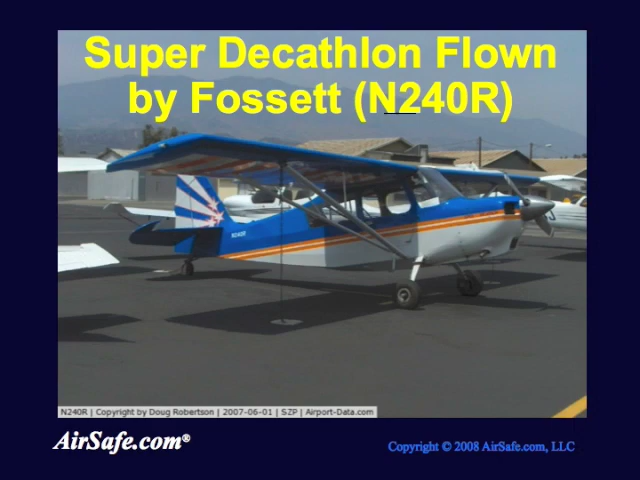 Super Decathlon Flown
by Fossett (N240R)
N240R
N240R | Copyright by Doug Robertson | 2007-06-01 | SZP | Airport-Data.com
AirSafe.com®
Copyright © 2008 AirSafe.com, LLC